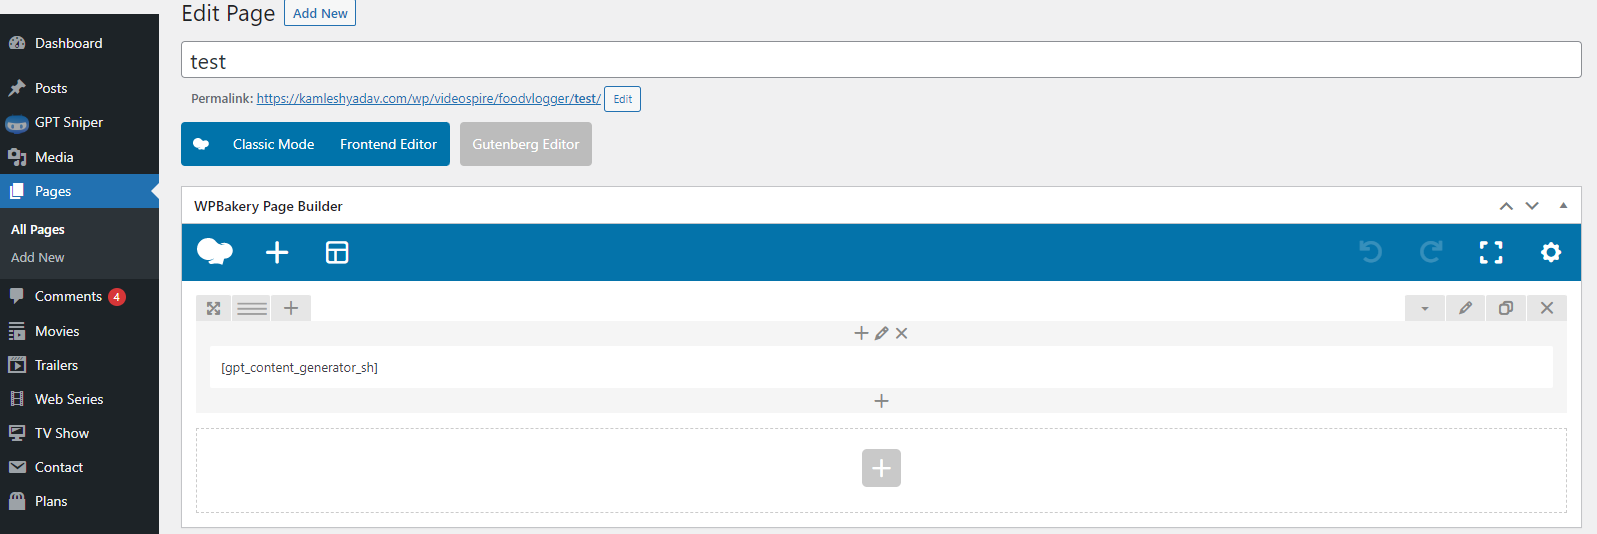 Edit Page Add New
Dashboard
test
Posts
Permalink: https://kamleshyadav.com/wp/videospire/foodvlogger/test/ Edit
GPT Sniper
Classic Mode Frontend Editor Gutenberg Editor
Media
Pages
WPBakery Page Builder
All Pages
Add New
Comments 4
Movies
Trailers
[gpt_content_generator_sh]
Web Series
TV Show
Contact
Plans